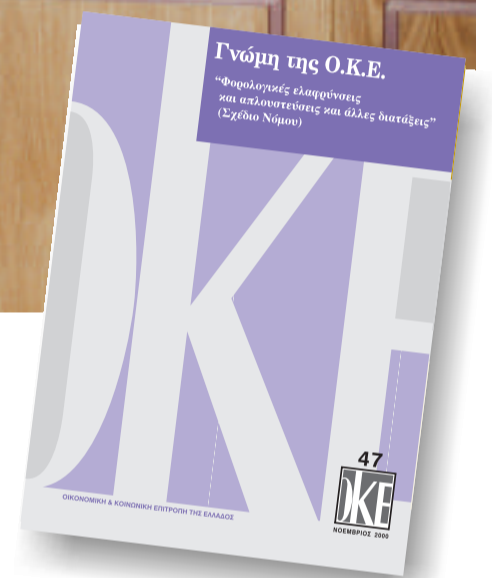 Γνώμη της Ο.Κ.Ε.
“Φορολογικές ελαφρύνσεις
και απλουστεύσεις και άλλες διατάξεις”
(Σχέδιο Νόμου)
ΟΚΕ
ΟΙΚΟΝΟΜΙΚΗ & ΚΟΙΝΩΝΙΚΗ ΕΠΙΤΡΟΠΗ ΤΗΣ ΕΛΛΑΔΟΣ
47
ΟΚΕ
ΝΟΕΜΒΡΙΟΣ 2000